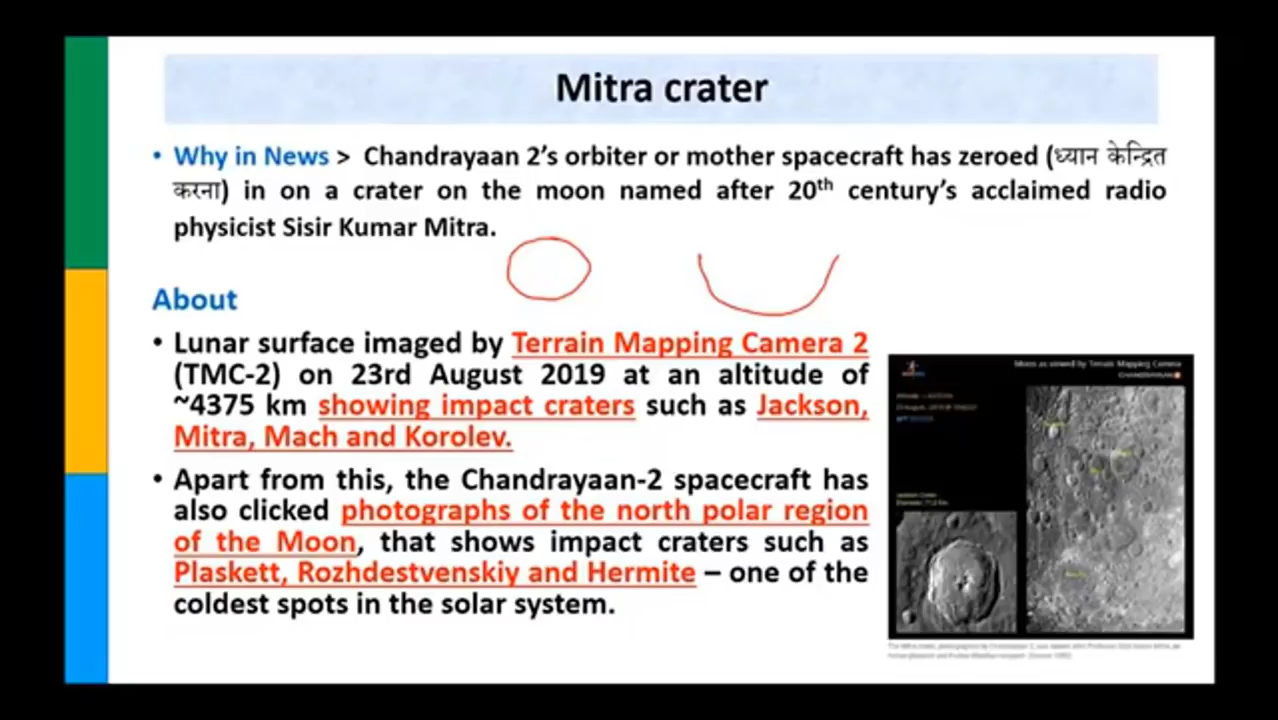 Mitra crater
• Why in News > Chandrayaan 2’s orbiter or mother spacecraft has zeroed (ध्यान केन्द्रित
करना) in on a crater on the moon named after 20th century’s acclaimed radio
physicist Sisir Kumar Mitra.
About
• Lunar surface imaged by Terrain Mapping Camera 2
(TMC-2) on 23rd August 2019 at an altitude of
~4375 km showing impact craters such as Jackson,
Mitra, Mach and Korolev.
• Apart from this, the Chandrayaan-2 spacecraft has
also clicked photographs of the north polar region
of the Moon, that shows impact craters such as
Plaskett, Rozhdestvenskiy and Hermite – one of the
coldest spots in the solar system.
Moon as viewed by Terrain Mapping Camera
Jackson Crater